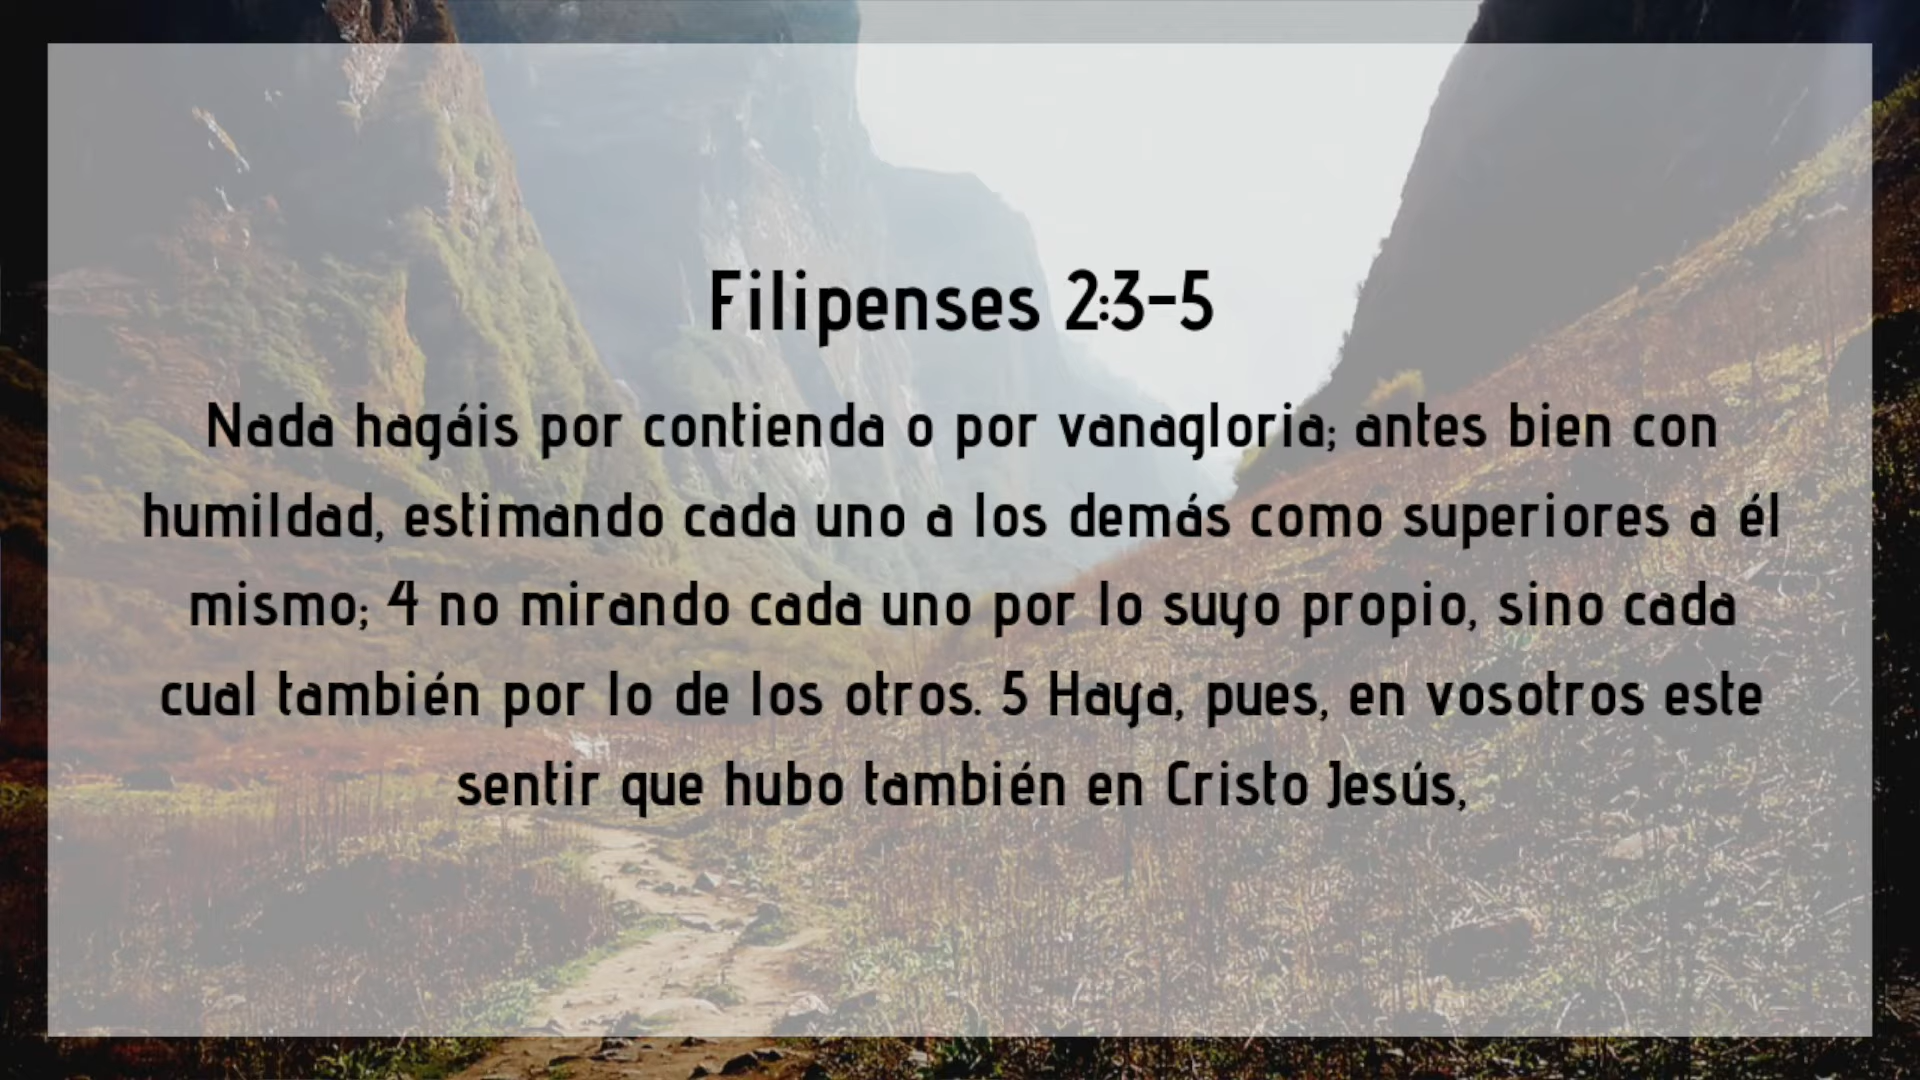 Filipenses 2:3-5
Nada hagáis por contienda o por vanagloria; antes bien con
humildad, estimando cada uno a los demás como superiores a él
mismo; 4 no mirando cada uno por lo suyo propio, sino cada
cual también por lo de los otros. 5 Haya, pues, en vosotros este
sentir que hubo también en Cristo Jesús,